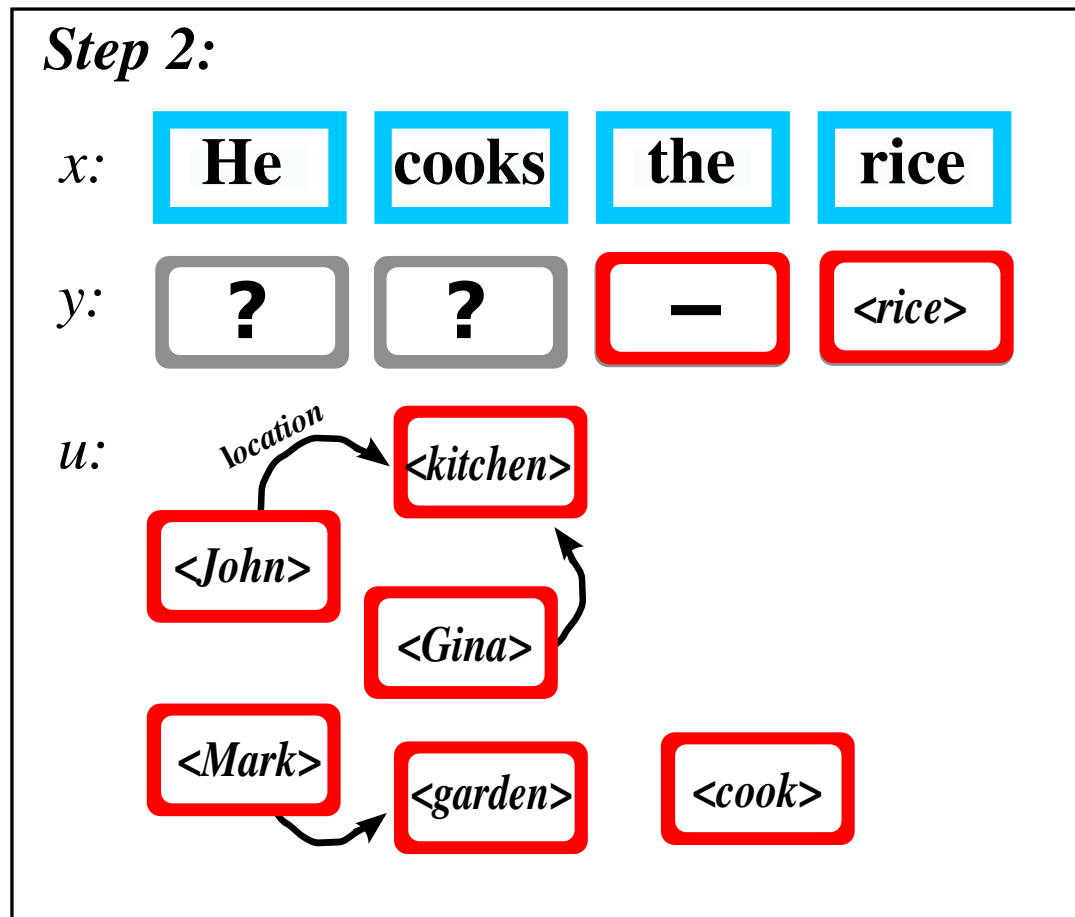 Step 2:
x: He cooks the rice
y: ? ? – <rice>
u: location <kitchen>
<John>
<Gina>
<Mark>
<garden> <cook>